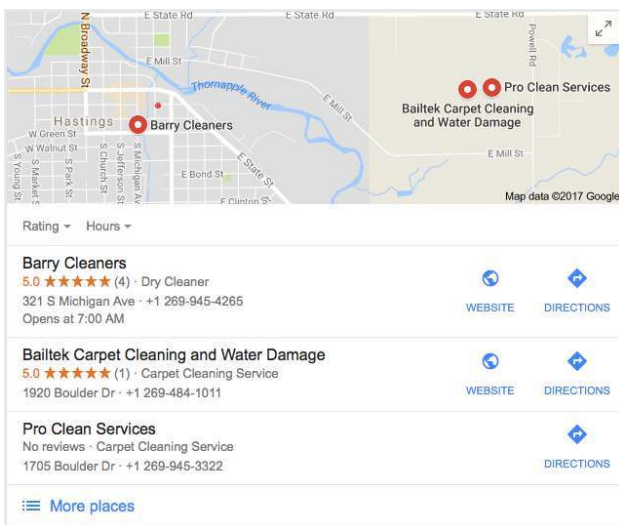 E State Rd
E State Rd
E State Rd
N Broadway St
E Mill St
Powell Rd
Thornapple River
Pro Clean Services
Bailtek Carpet Cleaning
and Water Damage
E Mill St
Hastings
Barry Cleaners
W Green St
W Walnut St
S Young St
S Market S
S Park St
S Church St
S Jefferson St
S Michigan Av
E Bond St
E State St
E Mill St
E Clinton S
Map data ©2017 Google
Rating Hours
Barry Cleaners
5.0 ★★★★★ (4) · Dry Cleaner
321 S Michigan Ave · +1 269-945-4265
Opens at 7:00 AM
WEBSITE DIRECTIONS
Bailtek Carpet Cleaning and Water Damage
5.0 ★★★★★ (1) · Carpet Cleaning Service
1920 Boulder Dr · +1 269-484-1011
WEBSITE DIRECTIONS
Pro Clean Services
No reviews · Carpet Cleaning Service
1705 Boulder Dr · +1 269-945-3322
DIRECTIONS
More places